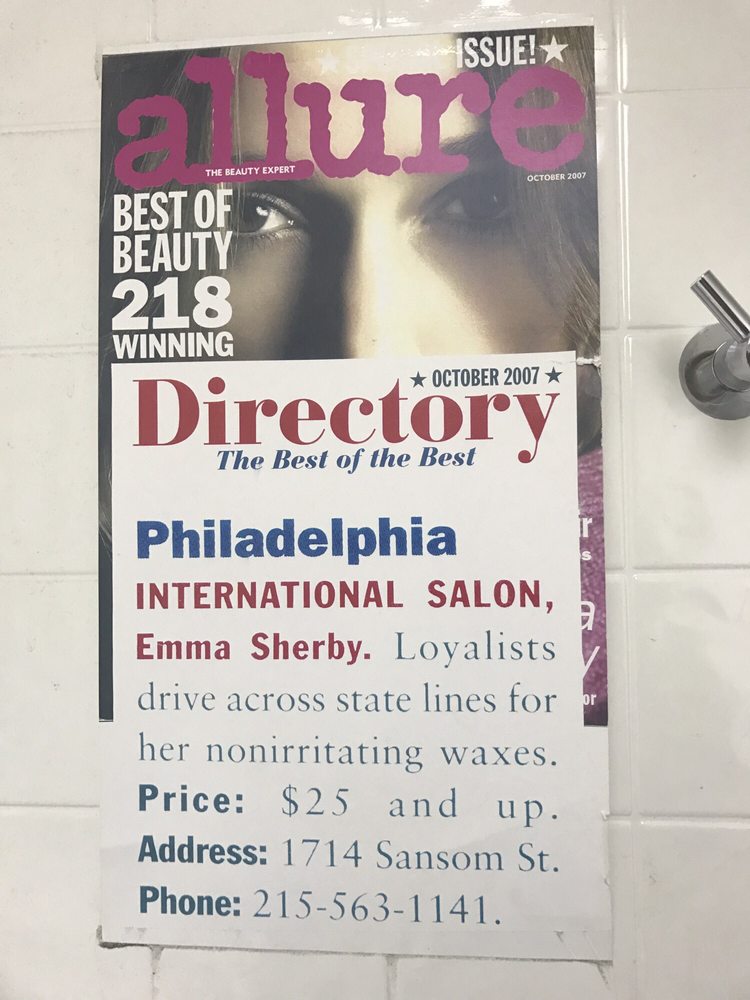 ISSUE!
allure
THE BEAUTY EXPERT
OCTOBER 2007
BEST OF
BEAUTY
218
WINNING
OCTOBER 2007
Directory
The Best of the Best
Philadelphia
INTERNATIONAL SALON,
Emma Sherby. Loyalists
drive across state lines for
her nonirritating waxes.
Price: $25 and up.
Address: 1714 Sansom St.
Phone: 215-563-1141.